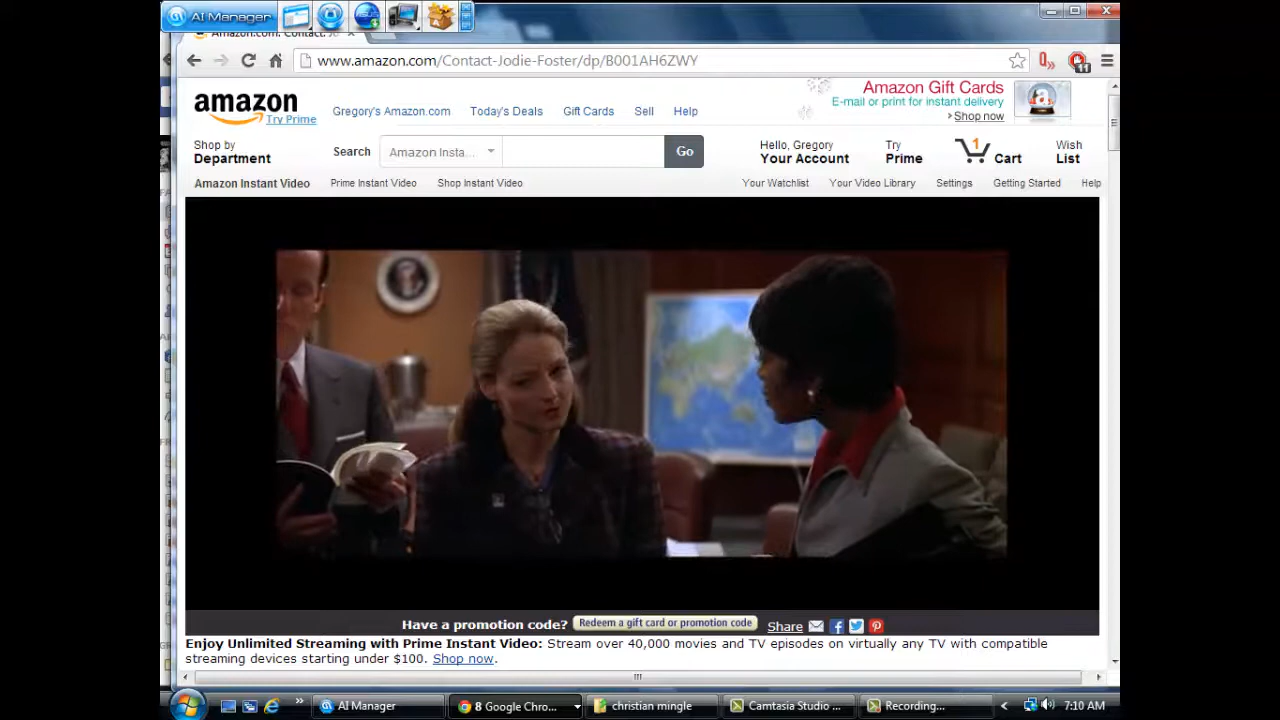 AI Manager
Amazon.com: Contact: Jo
www.amazon.com/Contact-Jodie-Foster/dp/B001AH6ZWY
11
amazon
Try Prime
Gregory's Amazon.com
Today's Deals
Gift Cards
Sell
Help
Amazon Gift Cards
E-mail or print for instant delivery
Shop now
Shop by
Department
Search
Amazon Insta...
Go
Hello, Gregory
Your Account
Try
Prime
1
Cart
Wish
List
Amazon Instant Video
Prime Instant Video
Shop Instant Video
Your Watchlist
Your Video Library
Settings
Getting Started
Help
Have a promotion code?
Redeem a gift card or promotion code
Share
Enjoy Unlimited Streaming with Prime Instant Video: Stream over 40,000 movies and TV episodes on virtually any TV with compatible
streaming devices starting under $100. Shop now.
AI Manager
8 Google Chro...
christian mingle
Camtasia Studio ...
Recording...
7:10 AM